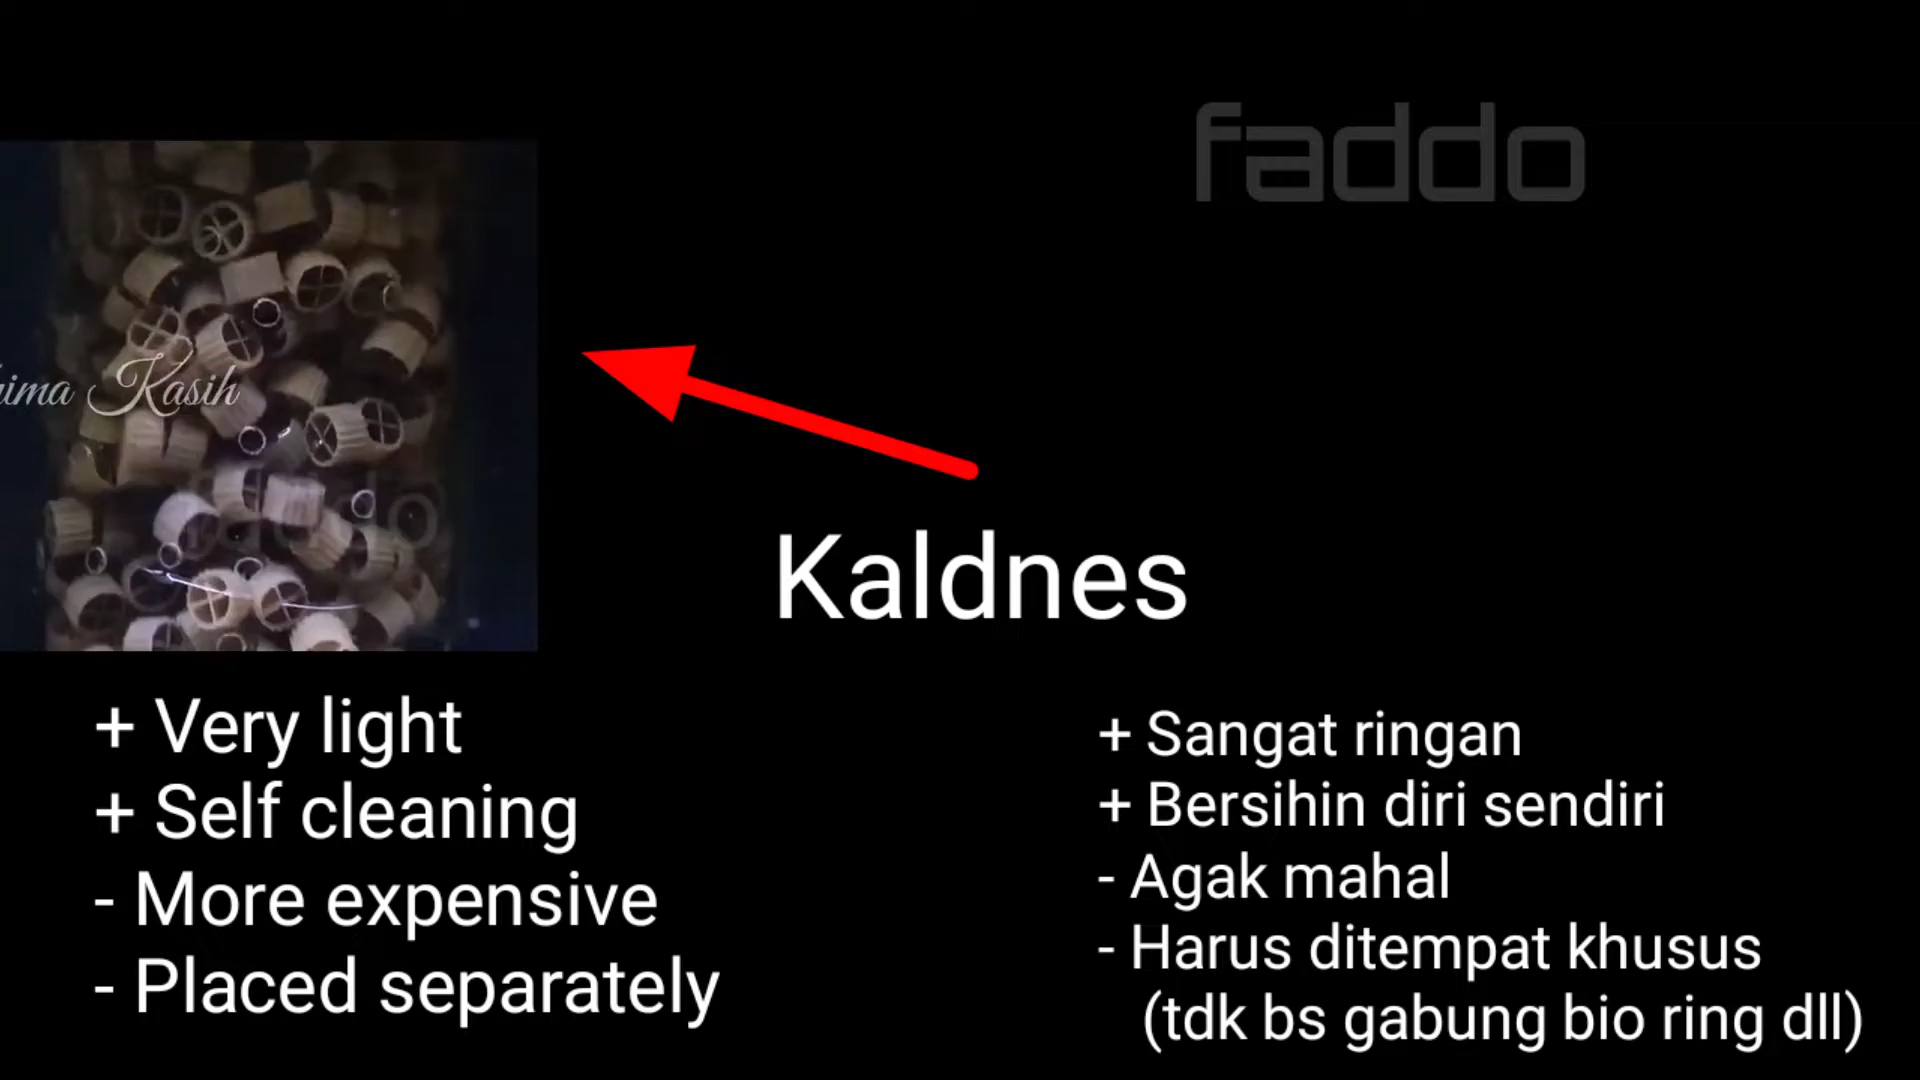 faddo
ima Kasih
faddo
Kaldnes
+ Very light
+ Self cleaning
- More expensive
- Placed separately
+ Sangat ringan
+ Bersihin diri sendiri
- Agak mahal
- Harus ditempat khusus
(tdk bs gabung bio ring dll)